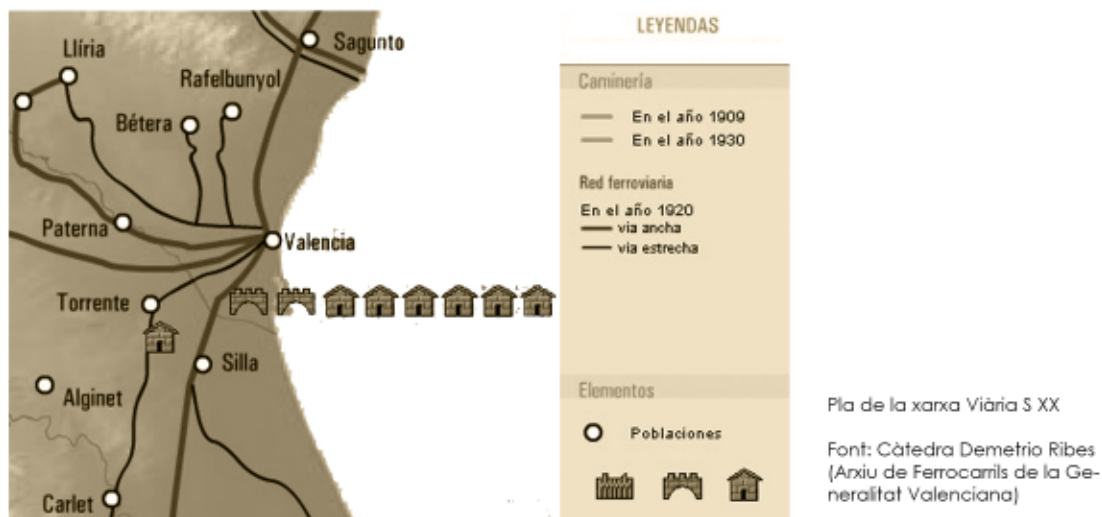 Llíria
Sagunto
Rafelbunyol
Bétera
Paterna
Valencia
Torrente
Silla
Alginet
Carlet
LEYENDAS
Caminería
En el año 1909
En el año 1930
Red ferroviaria
En el año 1920
via ancha
via estrecha
Elementos
Poblaciones
Pla de la xarxa Viària S XX
Font: Càtedra Demetrio Ribes
(Arxiu de Ferrocarrils de la Ge-
neralitat Valenciana)